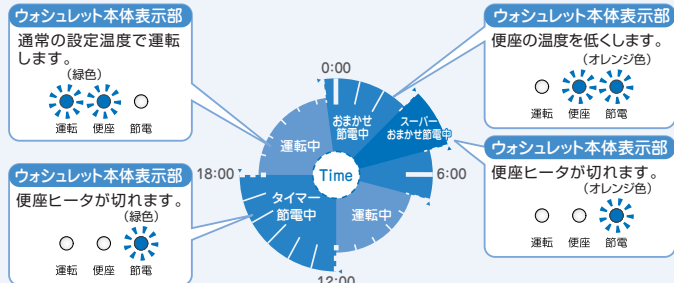 ウォシュレット本体表示部
通常の設定温度で運転
します。
（緑色）
運転 便座 節電
ウォシュレット本体表示部
便座ヒータが切れます。
（緑色）
運転 便座 節電
0:00
おまかせ
節電中
スーパー
おまかせ節電中
運転中
18:00
Time
6:00
タイマー
節電中
運転中
12:00
ウォシュレット本体表示部
便座の温度を低くします。
（オレンジ色）
運転 便座 節電
ウォシュレット本体表示部
便座ヒータが切れます。
（オレンジ色）
運転 便座 節電